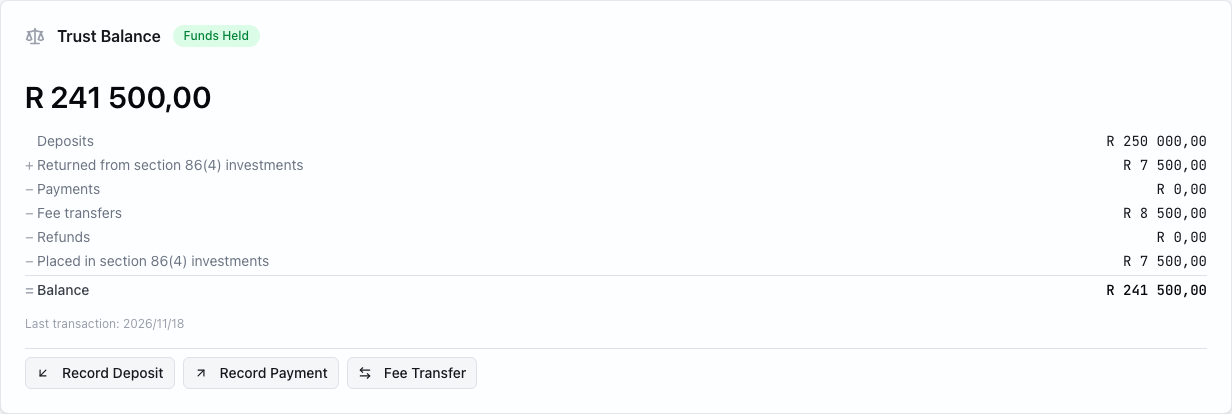 Trust Balance Funds Held
R 241 500,00
Deposits R 250 000,00
+ Returned from section 86(4) investments R 7 500,00
− Payments R 0,00
− Fee transfers R 8 500,00
− Refunds R 0,00
− Placed in section 86(4) investments R 7 500,00
= Balance R 241 500,00
Last transaction: 2026/11/18
Record Deposit Record Payment Fee Transfer